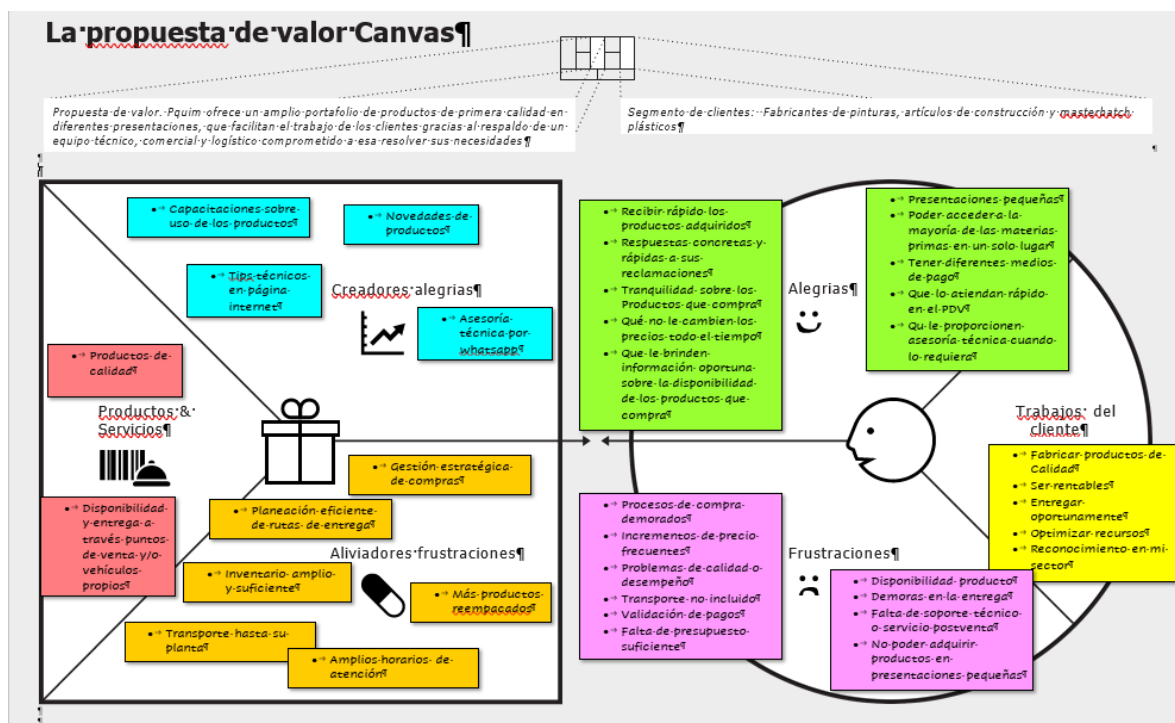 La propuesta de valor Canvas¶
Propuesta de valor. Pquim ofrece un amplio portafolio de productos de primera calidad en
diferentes presentaciones, que facilitan el trabajo de los clientes gracias al respaldo de un
equipo técnico, comercial y logístico comprometido a esa resolver sus necesidades¶
Segmento de clientes: Fabricantes de pinturas, artículos de construcción y masterbatch
plásticos¶
• Capacitaciones sobre
uso de los productos¶
• Novedades de
productos¶
• Tips técnicos
en página
internet¶
Creadores alegrias¶
• Asesoría
técnica por
whatsapp¶
• Productos de
calidad¶
Productos &
Servicios¶
• Disponibilidad
y entrega a
través puntos
de venta y/o
vehículos
propios¶
• Gestión estratégica
de compras¶
• Planeación eficiente
de rutas de entrega¶
Aliviadores frustraciones¶
• Inventario amplio
y suficiente¶
• Más productos
reempacados¶
• Transporte hasta su
planta¶
• Amplios horarios de
atención¶
• Recibir rápido los
productos adquiridos¶
• Respuestas concretas y
rápidas a sus
reclamaciones¶
• Tranquilidad sobre los
Productos que compra¶
• Qué no le cambien los
precios todo el tiempo¶
• Que le brinden
información oportuna
sobre la disponibilidad
de los productos que
compra¶
Alegrias¶
• Presentaciones pequeñas¶
• Poder acceder a la
mayoría de las materias
primas en un solo lugar¶
• Tener diferentes medios
de pago¶
• Que lo atiendan rápido
en el PDV¶
• Qu le proporcionen
asesoría técnica cuando
lo requiera¶
Trabajos del
cliente¶
• Fabricar productos de
Calidad¶
• Ser rentables¶
• Entregar
oportunamente¶
• Optimizar recursos¶
• Reconocimiento en mi
sector¶
• Procesos de compra
demorados¶
• Incrementos de precio
frecuentes¶
• Problemas de calidad o
desempeño¶
• Transporte no incluido¶
• Validación de pagos¶
• Falta de presupuesto
suficiente¶
Frustraciones¶
• Disponibilidad producto¶
• Demoras en la entrega¶
• Falta de soporte técnico
o servicio postventa¶
• No poder adquirir
productos en
presentaciones pequeñas¶